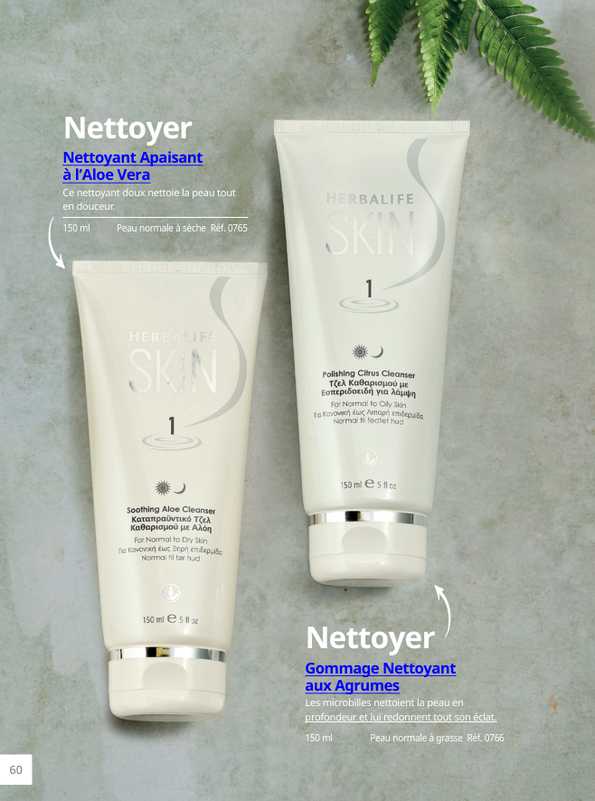 Nettoyer
Nettoyant Apaisant
à l'Aloe Vera
Ce nettoyant doux nettoie la peau tout
en douceur.
150 ml Peau normale à sèche Réf. 0765
HERBALIFE
SKIN
1
Polishing Citrus Cleanser
Τζελ Καθαρισμού με
Εσπεριδοειδή για λάμψη
For Normal to Oily Skin
Για Κανονική έως Λιπαρή επιδερμίδα
Normal til fedtet hud
150 ml e 5 fl oz
HERBALIFE
SKIN
1
Soothing Aloe Cleanser
Καταπραϋντικό Τζελ
Καθαρισμού με Αλόη
For Normal to Dry Skin
Για Κανονική έως Ξηρή επιδερμίδα
Normal til tør hud
150 ml e 5 fl oz
Nettoyer
Gommage Nettoyant
aux Agrumes
Les microbilles nettoient la peau en
profondeur et lui redonnent tout son éclat.
150 ml Peau normale à grasse Réf. 0766
60